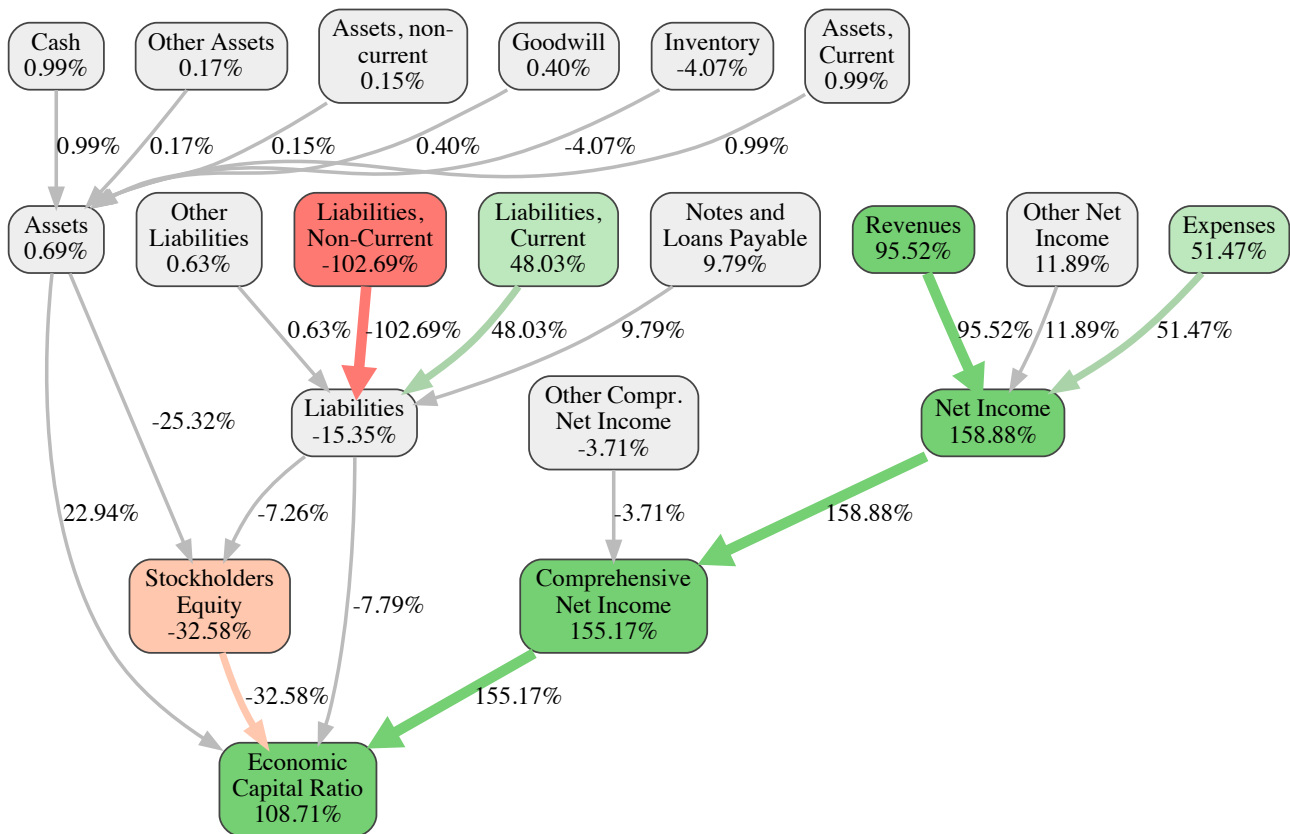 Cash
0.99%
Other Assets
0.17%
Assets, non-
current
0.15%
Goodwill
0.40%
Inventory
-4.07%
Assets,
Current
0.99%
0.99%
0.17%
0.15%
0.40%
-4.07%
0.99%
Assets
0.69%
Other
Liabilities
0.63%
Liabilities,
Non-Current
-102.69%
Liabilities,
Current
48.03%
Notes and
Loans Payable
9.79%
Revenues
95.52%
Other Net
Income
11.89%
Expenses
51.47%
0.63%
-102.69%
48.03%
9.79%
95.52%
11.89%
51.47%
-25.32%
Liabilities
-15.35%
Other Compr.
Net Income
-3.71%
Net Income
158.88%
22.94%
-7.26%
-3.71%
158.88%
Stockholders
Equity
-32.58%
-7.79%
Comprehensive
Net Income
155.17%
-32.58%
155.17%
Economic
Capital Ratio
108.71%